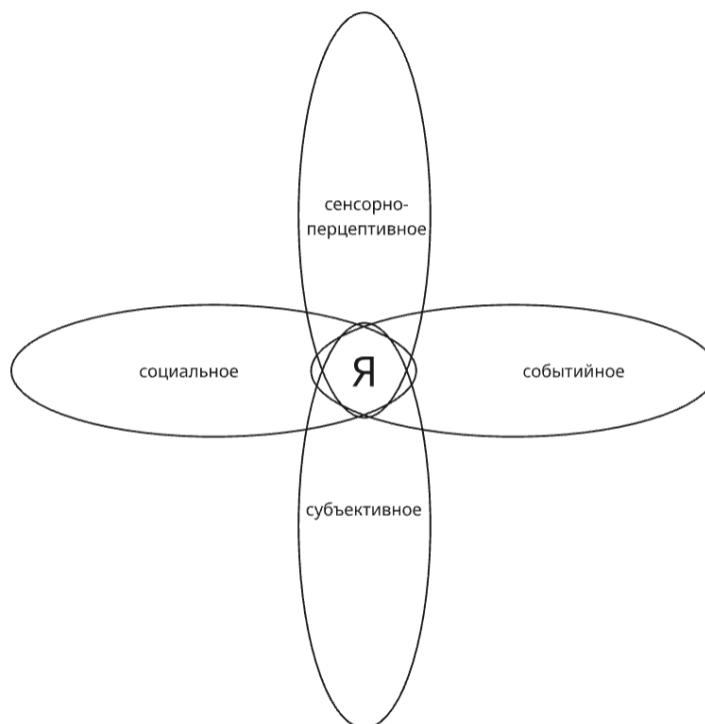 сенсорно-
перцептивное
социальное
Я
событийное
субъективное